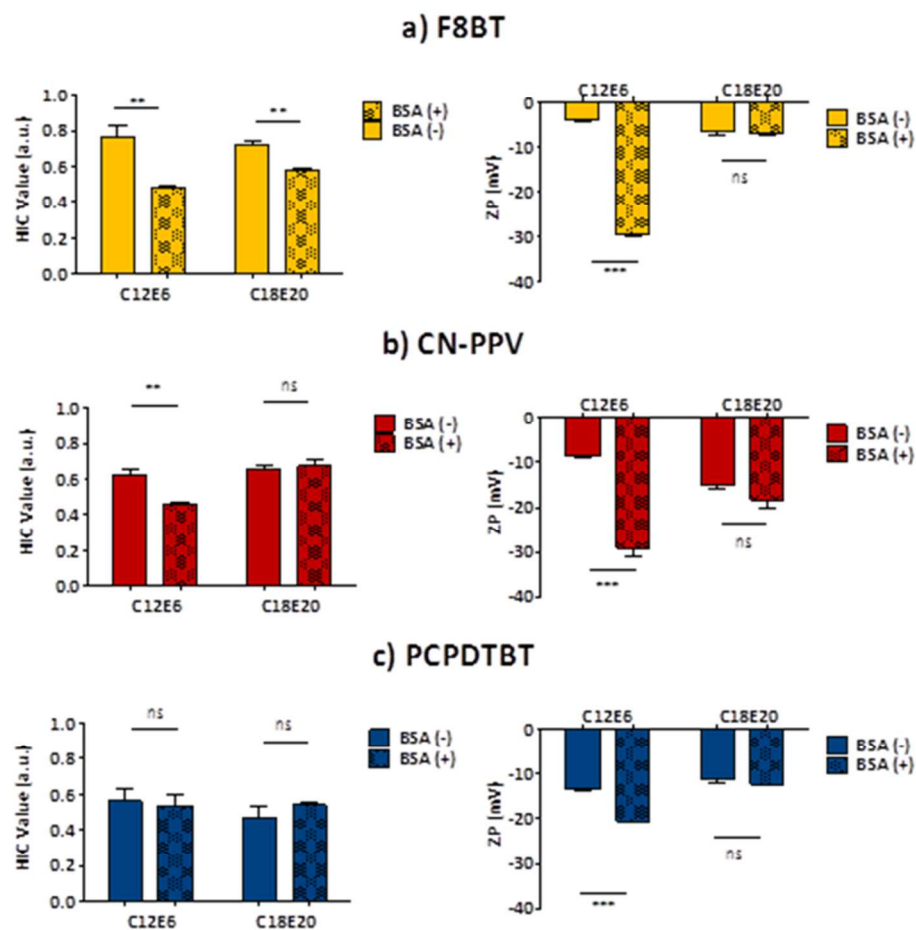 a) F8BT
HIC Value [a.u.]
1.0
0.8
0.6
0.4
0.2
0.0
**
**
C12E6
C18E20
BSA (+)
BSA (-)
ZP [mV]
C12E6
C18E20
0
-10
-20
-30
-40
***
ns
BSA (-)
BSA (+)
b) CN-PPV
HIC Value [a.u.]
1.0
0.8
0.6
0.4
0.2
0.0
**
ns
C12E6
C18E20
BSA (-)
BSA (+)
ZP [mV]
C12E6
C18E20
0
-10
-20
-30
-40
***
ns
BSA (-)
BSA (+)
c) PCPDTBT
HIC Value [a.u.]
1.0
0.8
0.6
0.4
0.2
0.0
ns
ns
C12E6
C18E20
BSA (-)
BSA (+)
ZP [mV]
C12E6
C18E20
0
-10
-20
-30
-40
***
ns
BSA (-)
BSA (+)